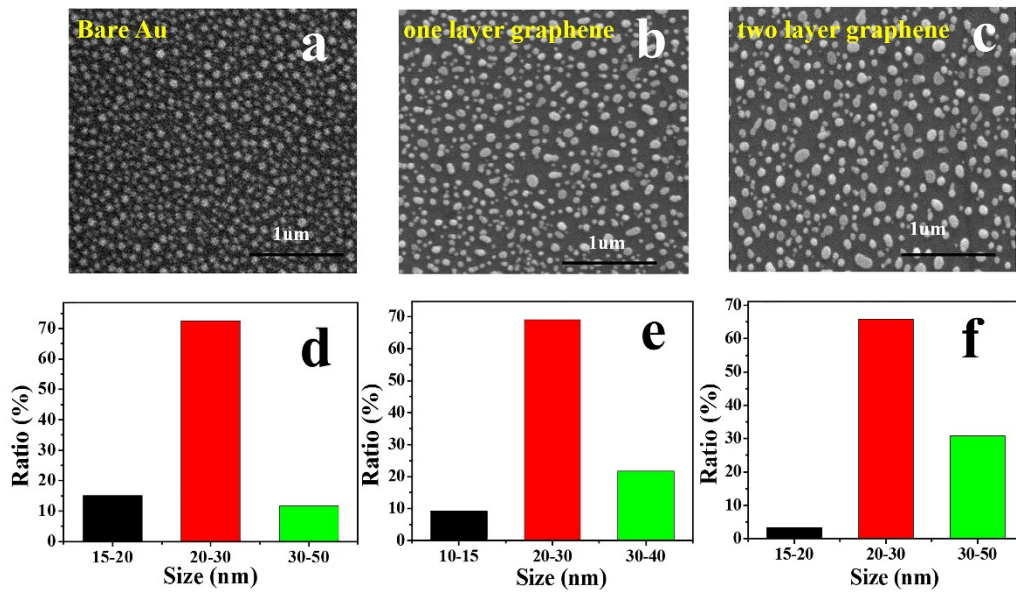 Bare Au
a
1um
one layer graphene
b
1um
two layer graphene
c
1um
d
Ratio (%)
70
60
50
40
30
20
10
0
15-20
20-30
30-50
Size (nm)
e
Ratio (%)
70
60
50
40
30
20
10
0
10-15
20-30
30-40
Size (nm)
f
Ratio (%)
70
60
50
40
30
20
10
0
15-20
20-30
30-50
Size (nm)